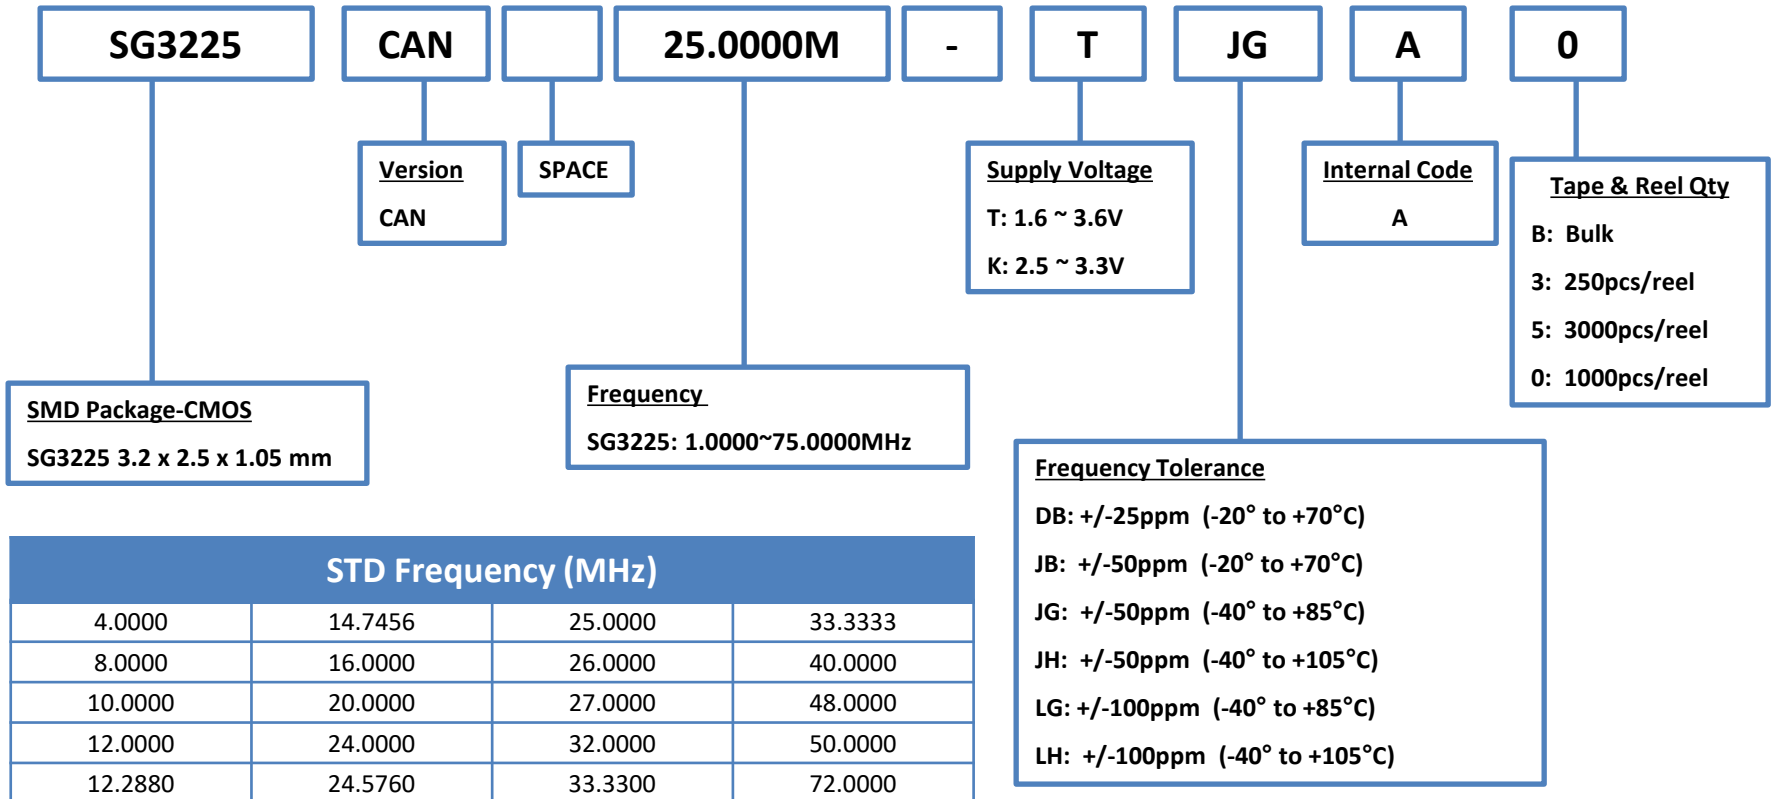 SG3225 CAN 25.0000M - T JG A 0
Version
CAN
SPACE
Supply Voltage
T: 1.6 ~ 3.6V
K: 2.5 ~ 3.3V
Internal Code
A
Tape & Reel Qty
B: Bulk
3: 250pcs/reel
5: 3000pcs/reel
0: 1000pcs/reel
SMD Package-CMOS
SG3225 3.2 x 2.5 x 1.05 mm
Frequency
SG3225: 1.0000~75.0000MHz
Frequency Tolerance
DB: +/-25ppm (-20° to +70°C)
JB: +/-50ppm (-20° to +70°C)
JG: +/-50ppm (-40° to +85°C)
JH: +/-50ppm (-40° to +105°C)
LG: +/-100ppm (-40° to +85°C)
LH: +/-100ppm (-40° to +105°C)
STD Frequency (MHz)
4.0000 14.7456 25.0000 33.3333
8.0000 16.0000 26.0000 40.0000
10.0000 20.0000 27.0000 48.0000
12.0000 24.0000 32.0000 50.0000
12.2880 24.5760 33.3300 72.0000